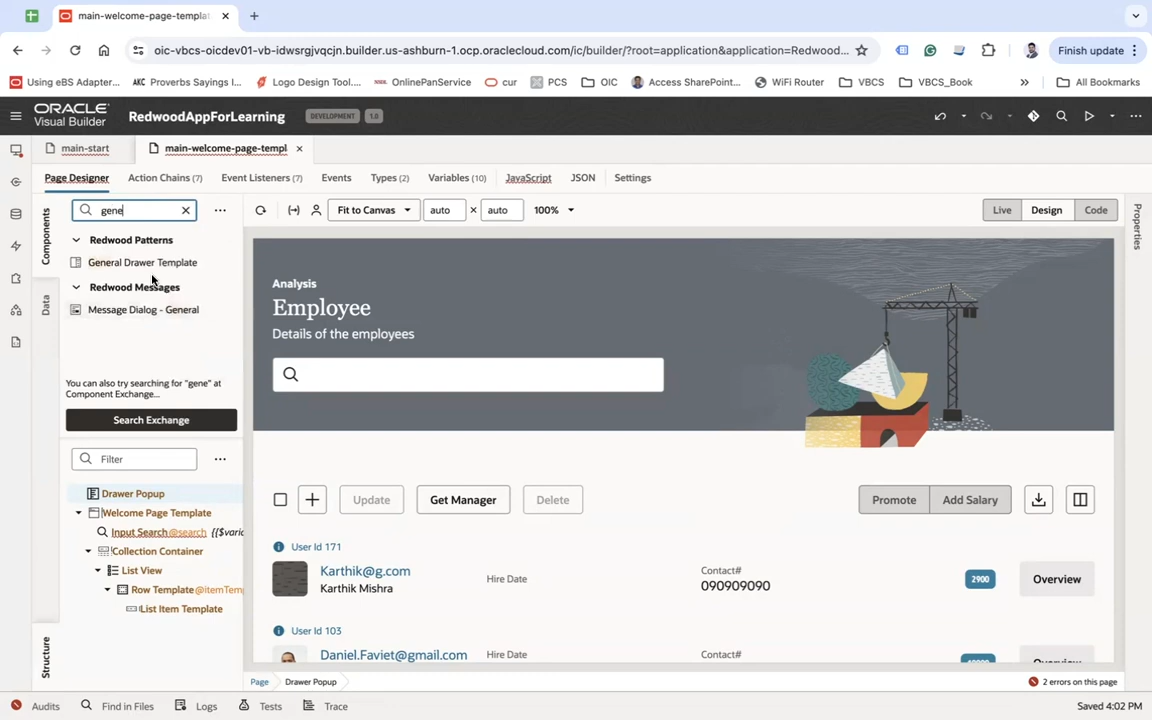 main-welcome-page-templat
oic-vbcs-oicdev01-vb-idwsrgjvqcjn.builder.us-ashburn-1.ocp.oraclecloud.com/ic/builder/?root=application&application=Redwood...
Finish update
Using eBS Adapter...
AKC Proverbs Sayings I...
Logo Design Tool....
OnlinePanService
cur
PCS
OIC
Access SharePoint...
WiFi Router
VBCS
VBCS_Book
»
All Bookmarks
ORACLE
Visual Builder
RedwoodAppForLearning
DEVELOPMENT
1.0
main-start
main-welcome-page-templ
Page Designer
Action Chains (7)
Event Listeners (7)
Events
Types (2)
Variables (10)
JavaScript
JSON
Settings
Components
Data
Structure
gene
Redwood Patterns
General Drawer Template
Redwood Messages
Message Dialog - General
You can also try searching for "gene" at
Component Exchange...
Search Exchange
Filter
Drawer Popup
Welcome Page Template
Input Search@search {{$varia
Collection Container
List View
Row Template@itemTemp
List Item Template
Fit to Canvas
auto × auto
100%
Live
Design
Code
Properties
Analysis
Employee
Details of the employees
Update
Get Manager
Delete
Promote
Add Salary
User Id 171
Karthik@g.com
Karthik Mishra
Hire Date
Contact#
090909090
2900
Overview
User Id 103
Daniel.Faviet@gmail.com
Hire Date
Contact#
Page
Drawer Popup
2 errors on this page
Audits
Find in Files
Logs
Tests
Trace
Saved 4:02 PM